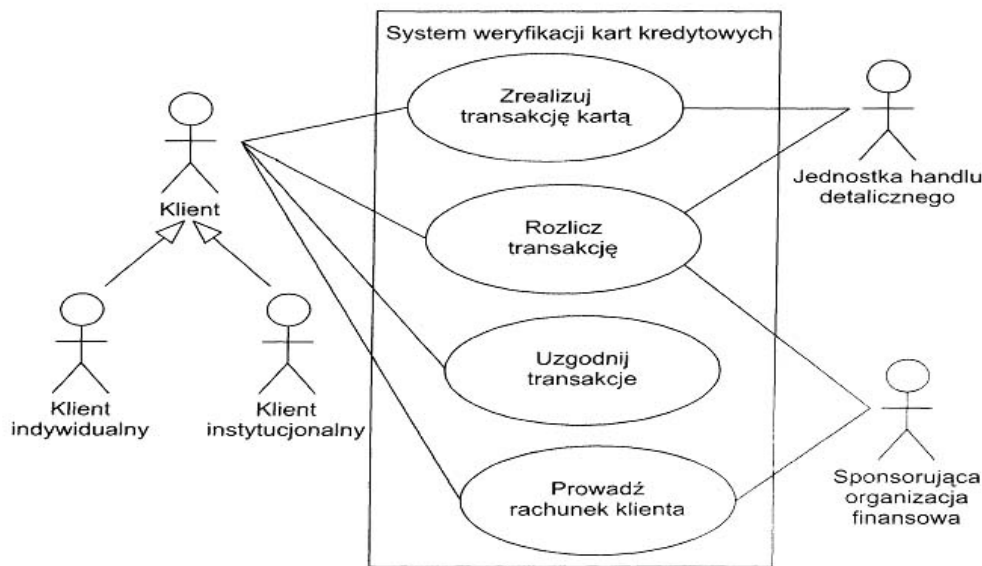 System weryfikacji kart kredytowych
Zrealizuj
transakcję kartą
Klient
Jednostka handlu
detalicznego
Rozlicz
transakcję
Klient
indywidualny
Klient
instytucjonalny
Uzgodnij
transakcje
Prowadź
rachunek klienta
Sponsorująca
organizacja
finansowa